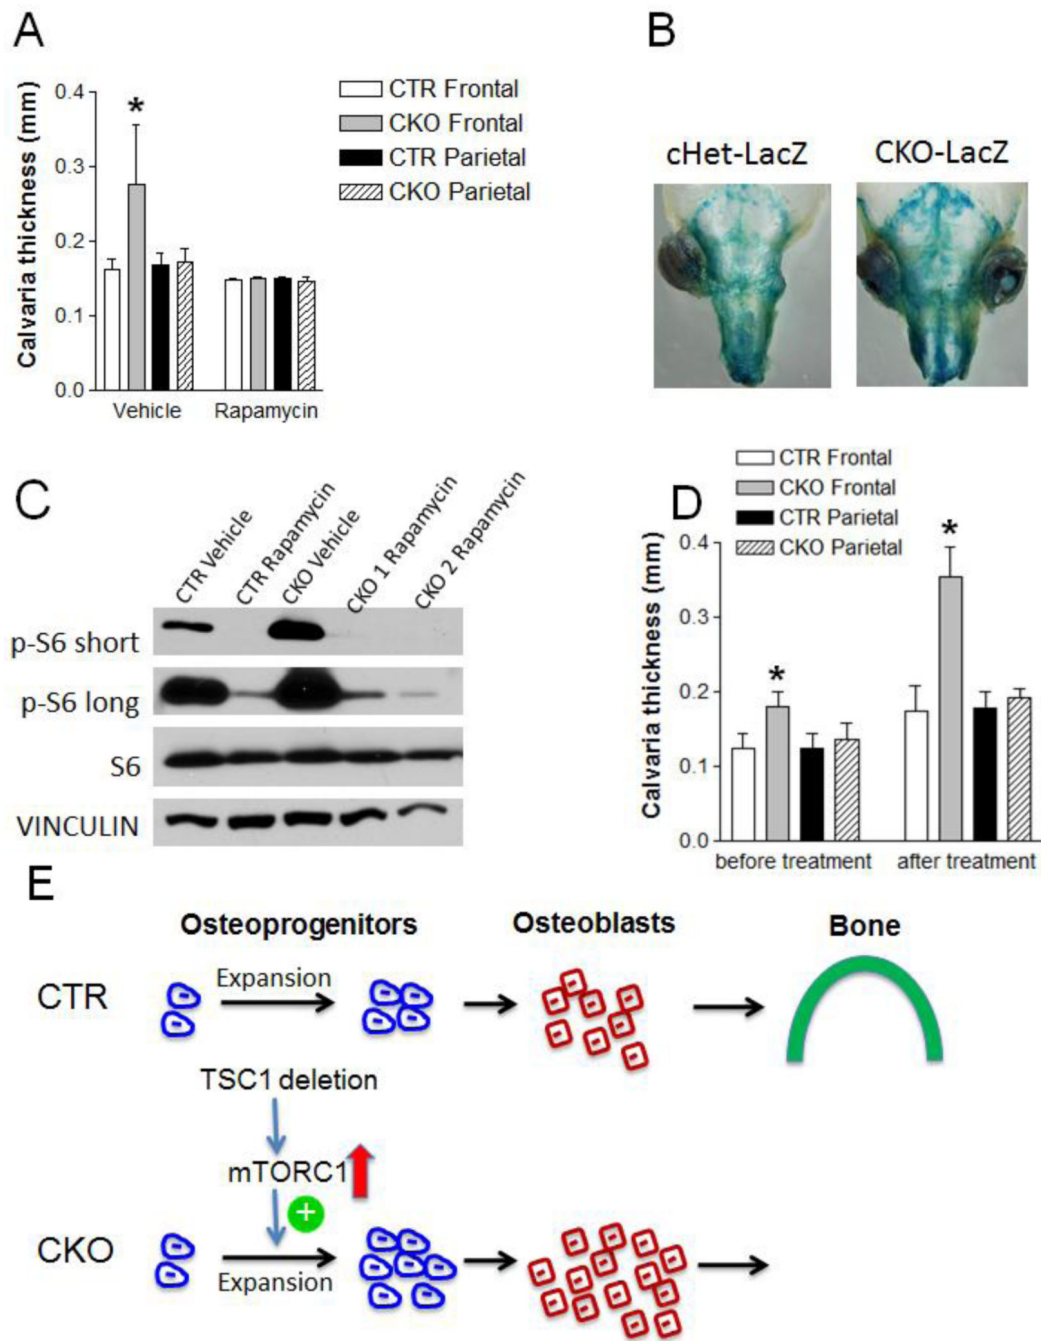 A
B
0.4
0.3
0.2
0.1
0.0
Calvaria thickness (mm)
*
Vehicle
Rapamycin
CTR Frontal
CKO Frontal
CTR Parietal
CKO Parietal
cHet-LacZ
CKO-LacZ
C
CTR Vehicle
CTR Rapamycin
CKO Vehicle
CKO 1 Rapamycin
CKO 2 Rapamycin
p-S6 short
p-S6 long
S6
VINCULIN
D
CTR Frontal
CKO Frontal
CTR Parietal
CKO Parietal
0.4
0.3
0.2
0.1
0.0
Calvaria thickness (mm)
*
*
before treatment
after treatment
E
Osteoprogenitors
Osteoblasts
Bone
CTR
Expansion
TSC1 deletion
mTORC1
+
CKO
Expansion